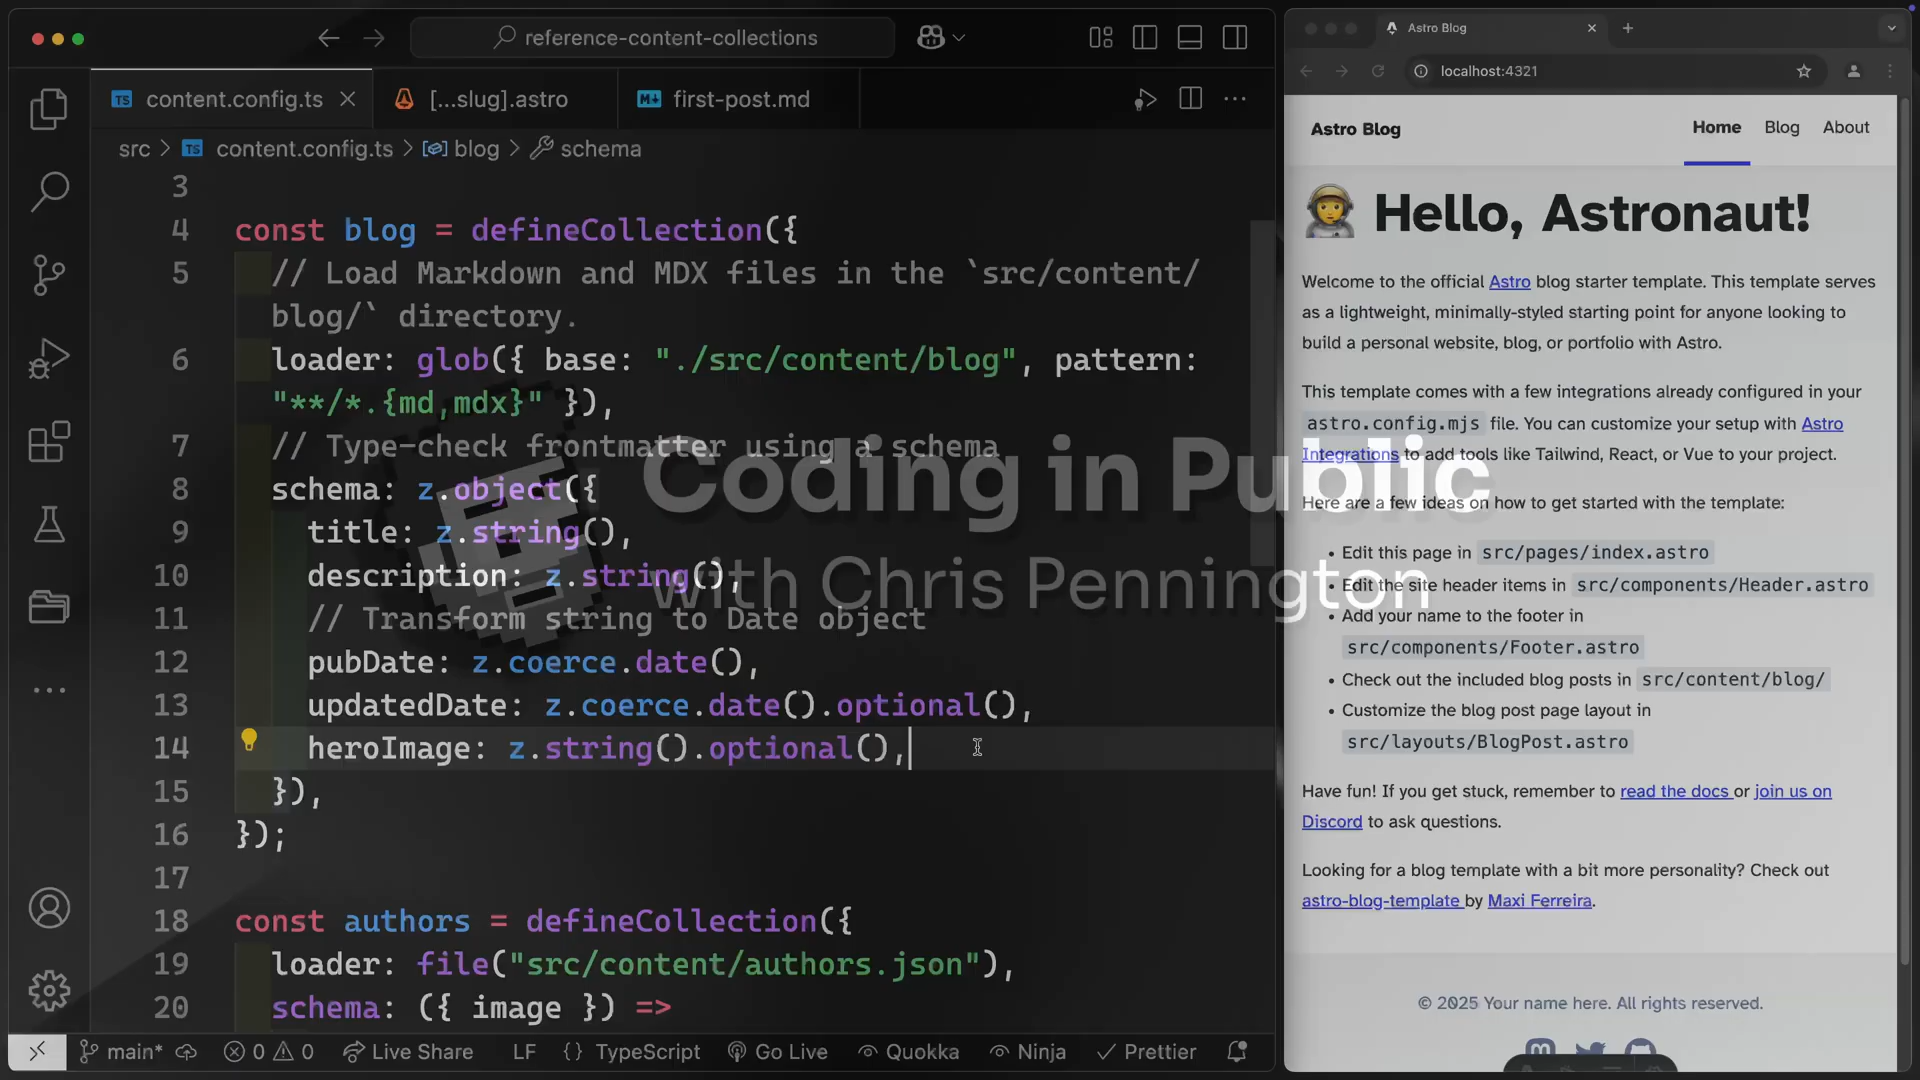 reference-content-collections
content.config.ts
[...slug].astro
first-post.md
src > content.config.ts > blog > schema
3
4 const blog = defineCollection({
5 // Load Markdown and MDX files in the `src/content/
blog/` directory.
6 loader: glob({ base: "./src/content/blog", pattern:
"**/*.{md,mdx}" }),
7 // Type-check frontmatter using a schema
8 schema: z.object({
9 title: z.string(),
10 description: z.string(),
11 // Transform string to Date object
12 pubDate: z.coerce.date(),
13 updatedDate: z.coerce.date().optional(),
14 heroImage: z.string().optional(),
15 }),
16 });
17
18 const authors = defineCollection({
19 loader: file("src/content/authors.json"),
20 schema: ({ image }) =>
main* 0 0 Live Share LF {} TypeScript Go Live Quokka Ninja Prettier
Coding in Public
with Chris Pennington
Astro Blog
localhost:4321
Astro Blog Home Blog About
Hello, Astronaut!
Welcome to the official Astro blog starter template. This template serves
as a lightweight, minimally-styled starting point for anyone looking to
build a personal website, blog, or portfolio with Astro.
This template comes with a few integrations already configured in your
astro.config.mjs file. You can customize your setup with Astro
Integrations to add tools like Tailwind, React, or Vue to your project.
Here are a few ideas on how to get started with the template:
• Edit this page in src/pages/index.astro
• Edit the site header items in src/components/Header.astro
• Add your name to the footer in
src/components/Footer.astro
• Check out the included blog posts in src/content/blog/
• Customize the blog post page layout in
src/layouts/BlogPost.astro
Have fun! If you get stuck, remember to read the docs or join us on
Discord to ask questions.
Looking for a blog template with a bit more personality? Check out
astro-blog-template by Maxi Ferreira.
© 2025 Your name here. All rights reserved.